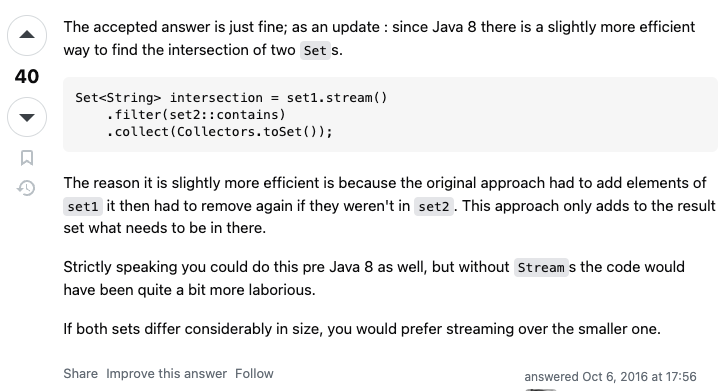 The accepted answer is just fine; as an update : since Java 8 there is a slightly more efficient
way to find the intersection of two Set s.
40
Set<String> intersection = set1.stream()
    .filter(set2::contains)
    .collect(Collectors.toSet());
The reason it is slightly more efficient is because the original approach had to add elements of
set1 it then had to remove again if they weren't in set2. This approach only adds to the result
set what needs to be in there.
Strictly speaking you could do this pre Java 8 as well, but without Stream s the code would
have been quite a bit more laborious.
If both sets differ considerably in size, you would prefer streaming over the smaller one.
Share Improve this answer Follow
answered Oct 6, 2016 at 17:56